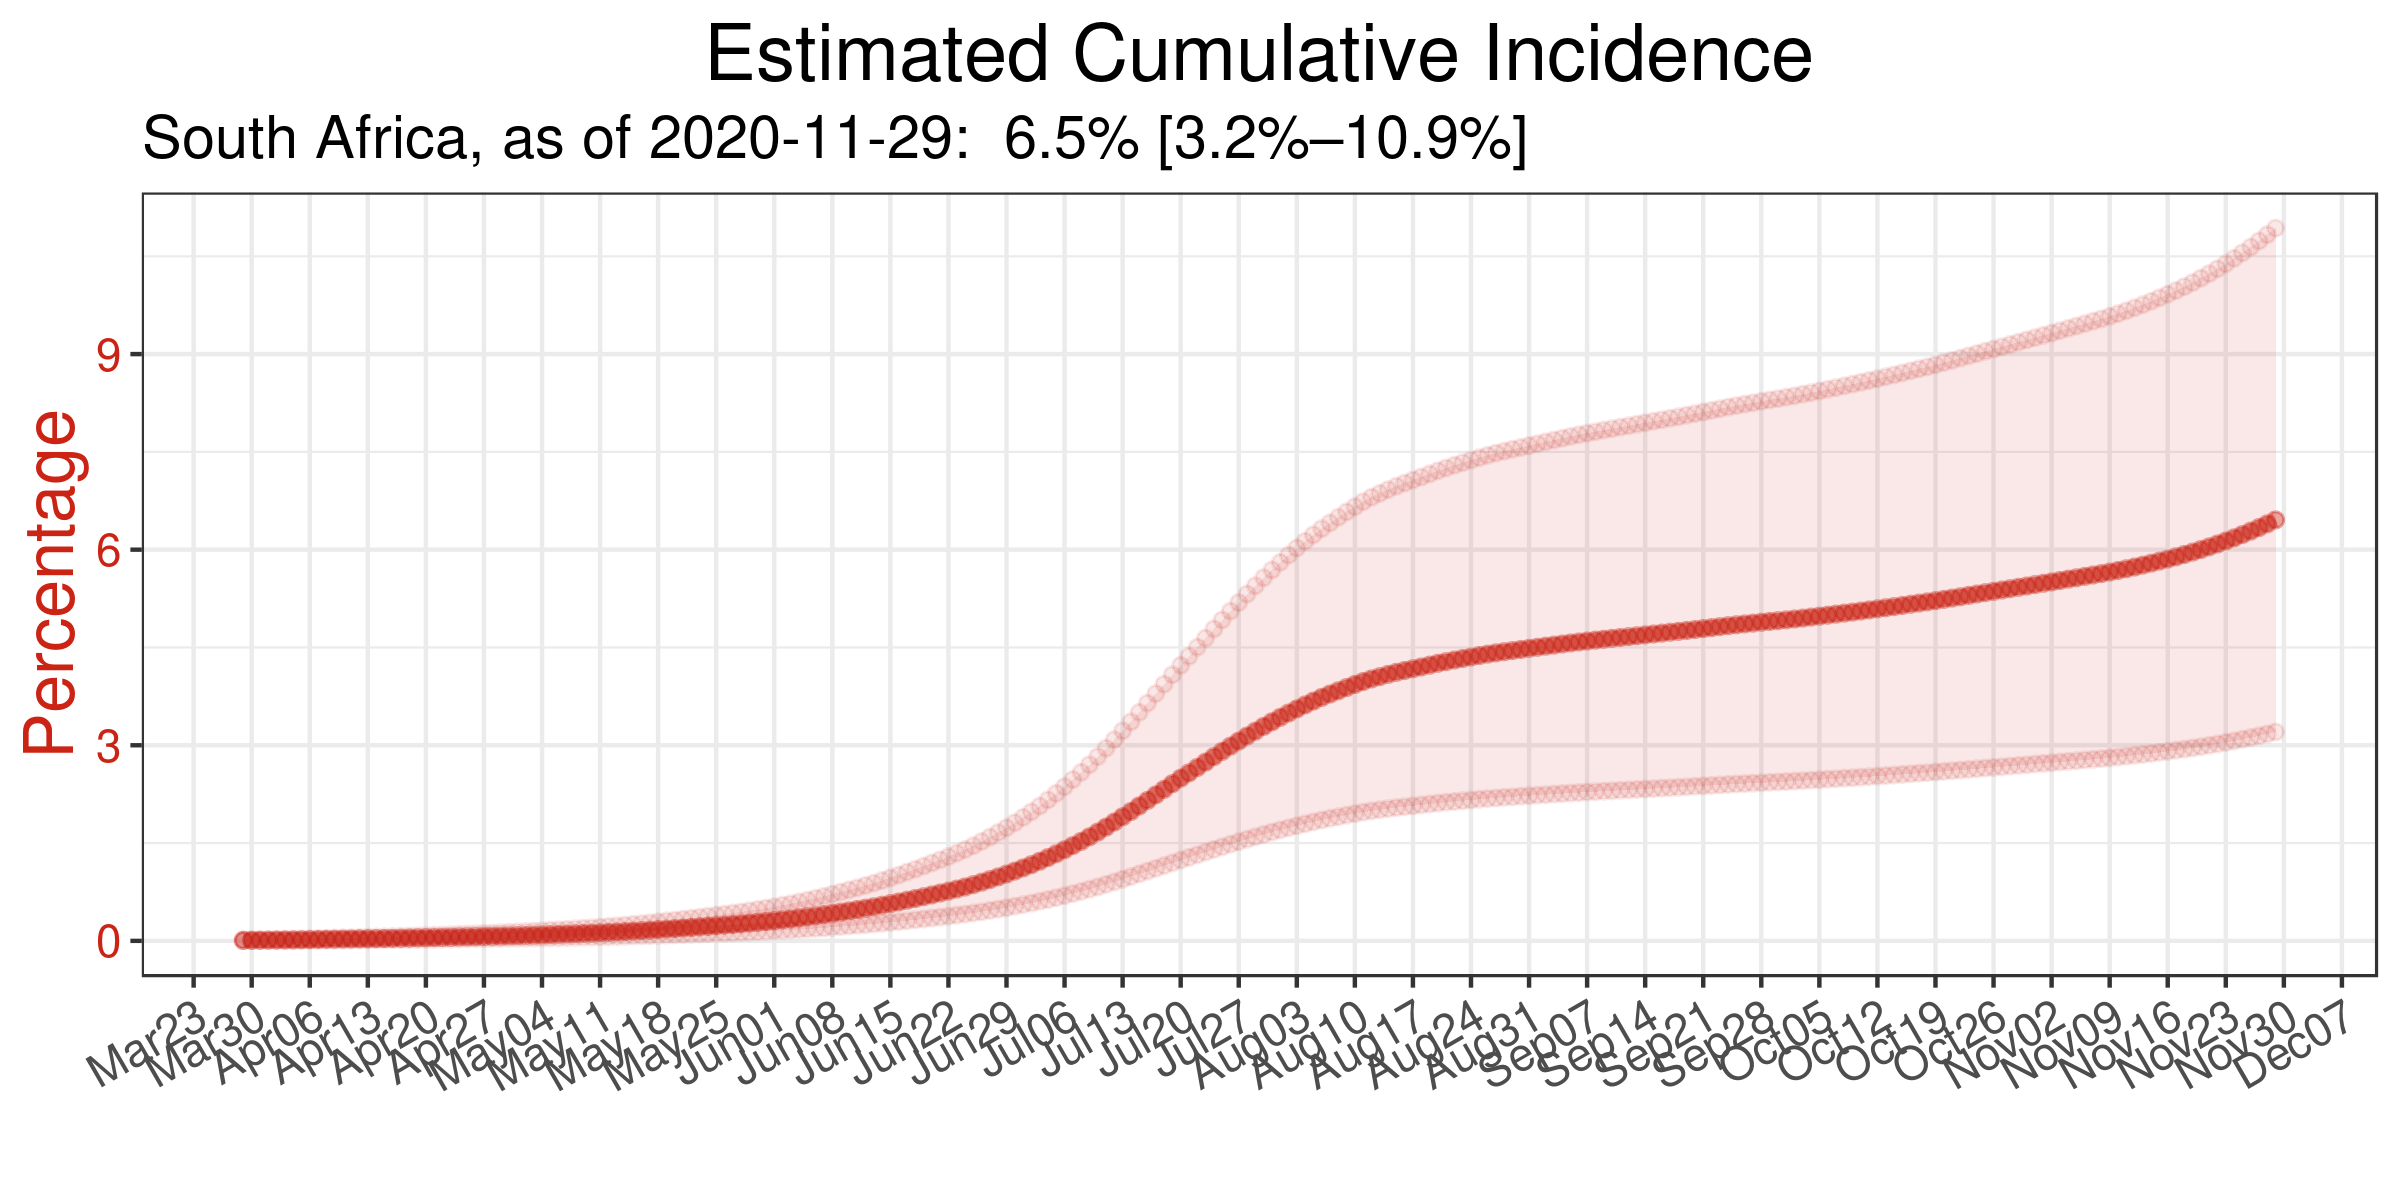 Estimated Cumulative Incidence
South Africa, as of 2020-11-29:  6.5% [3.2%–10.9%]
Percentage
9
6
3
0
Mar23
Mar30
Apr06
Apr13
Apr20
Apr27
May04
May11
May18
May25
Jun01
Jun08
Jun15
Jun22
Jun29
Jul06
Jul13
Jul20
Jul27
Aug03
Aug10
Aug17
Aug24
Aug31
Sep07
Sep14
Sep21
Sep28
Oct05
Oct12
Oct19
Oct26
Nov02
Nov09
Nov16
Nov23
Nov30
Dec07